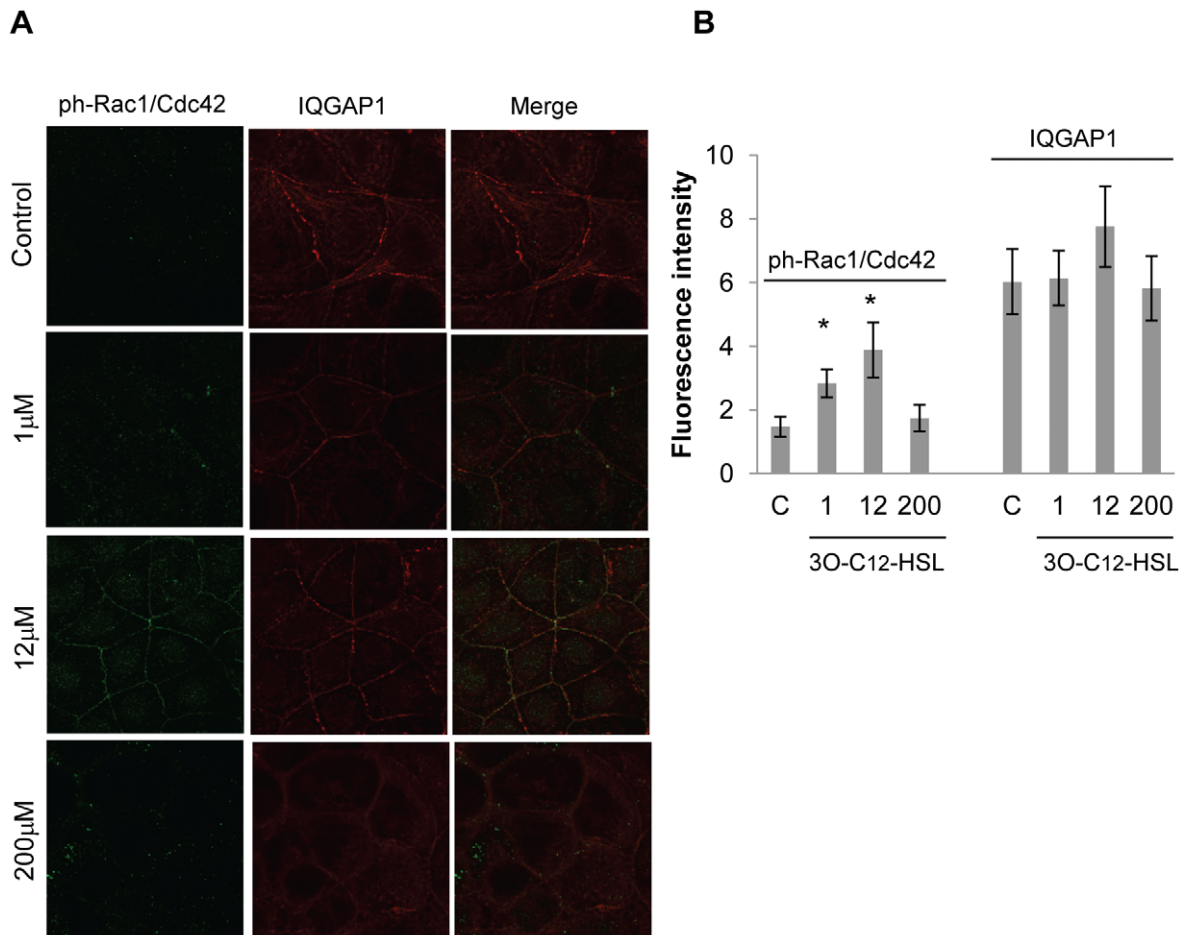 A
ph-Rac1/Cdc42 IQGAP1 Merge
Control
1µM
12µM
200µM
B
Fluorescence intensity
10
8
6
4
2
0
IQGAP1
ph-Rac1/Cdc42
* *
C 1 12 200 C 1 12 200
3O-C12-HSL 3O-C12-HSL